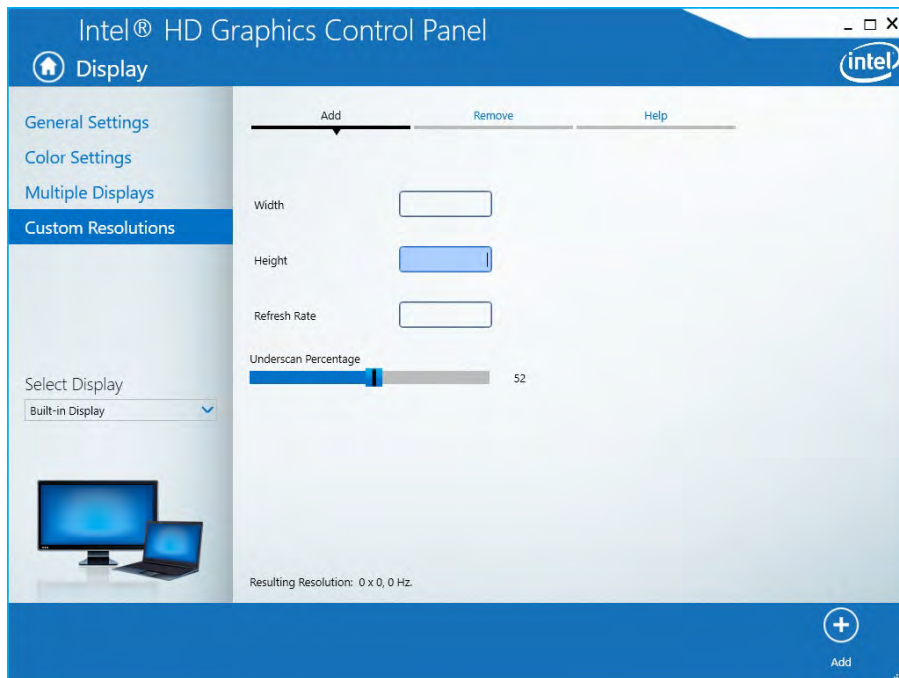 Intel® HD Graphics Control Panel
Display
intel
General Settings
Color Settings
Multiple Displays
Custom Resolutions
Select Display
Built-in Display
Add
Remove
Help
Width
Height
Refresh Rate
Underscan Percentage
52
Resulting Resolution: 0 x 0, 0 Hz.
Add